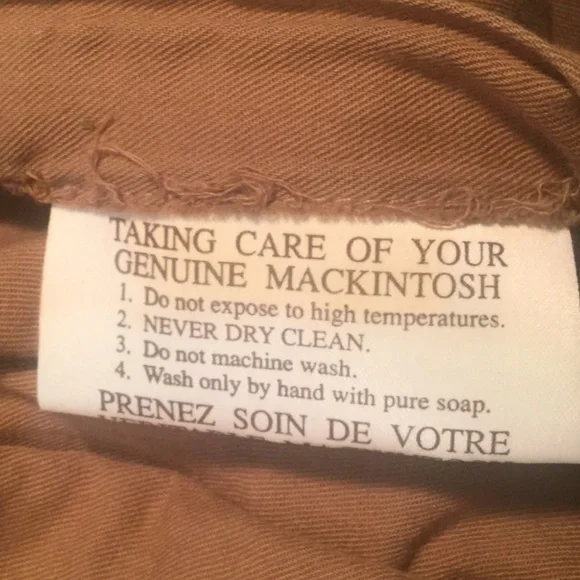 TAKING CARE OF YOUR
GENUINE MACKINTOSH
1. Do not expose to high temperatures.
2. NEVER DRY CLEAN.
3. Do not machine wash.
4. Wash only by hand with pure soap.
PRENEZ SOIN DE VOTRE